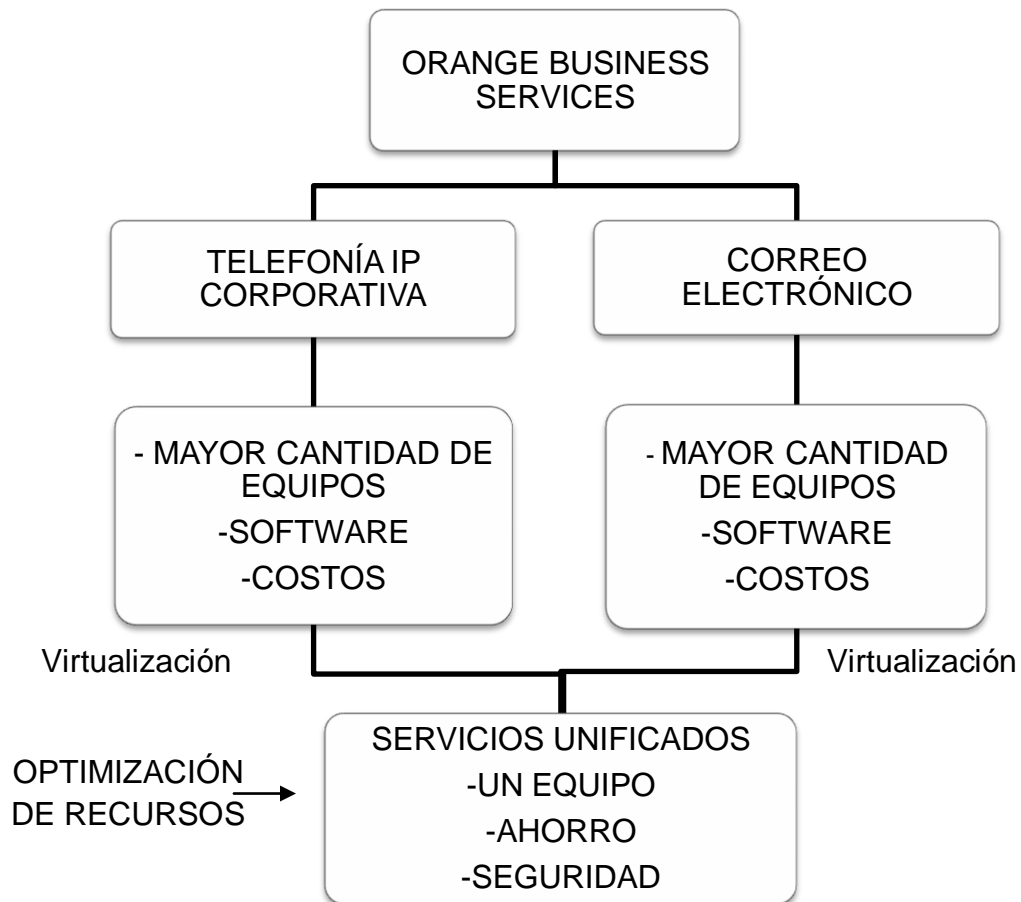 ORANGE BUSINESS
SERVICES
TELEFONÍA IP
CORPORATIVA
CORREO
ELECTRÓNICO
- MAYOR CANTIDAD DE
EQUIPOS
-SOFTWARE
-COSTOS
- MAYOR CANTIDAD
DE EQUIPOS
-SOFTWARE
-COSTOS
Virtualización
Virtualización
OPTIMIZACIÓN
DE RECURSOS
SERVICIOS UNIFICADOS
-UN EQUIPO
-AHORRO
-SEGURIDAD